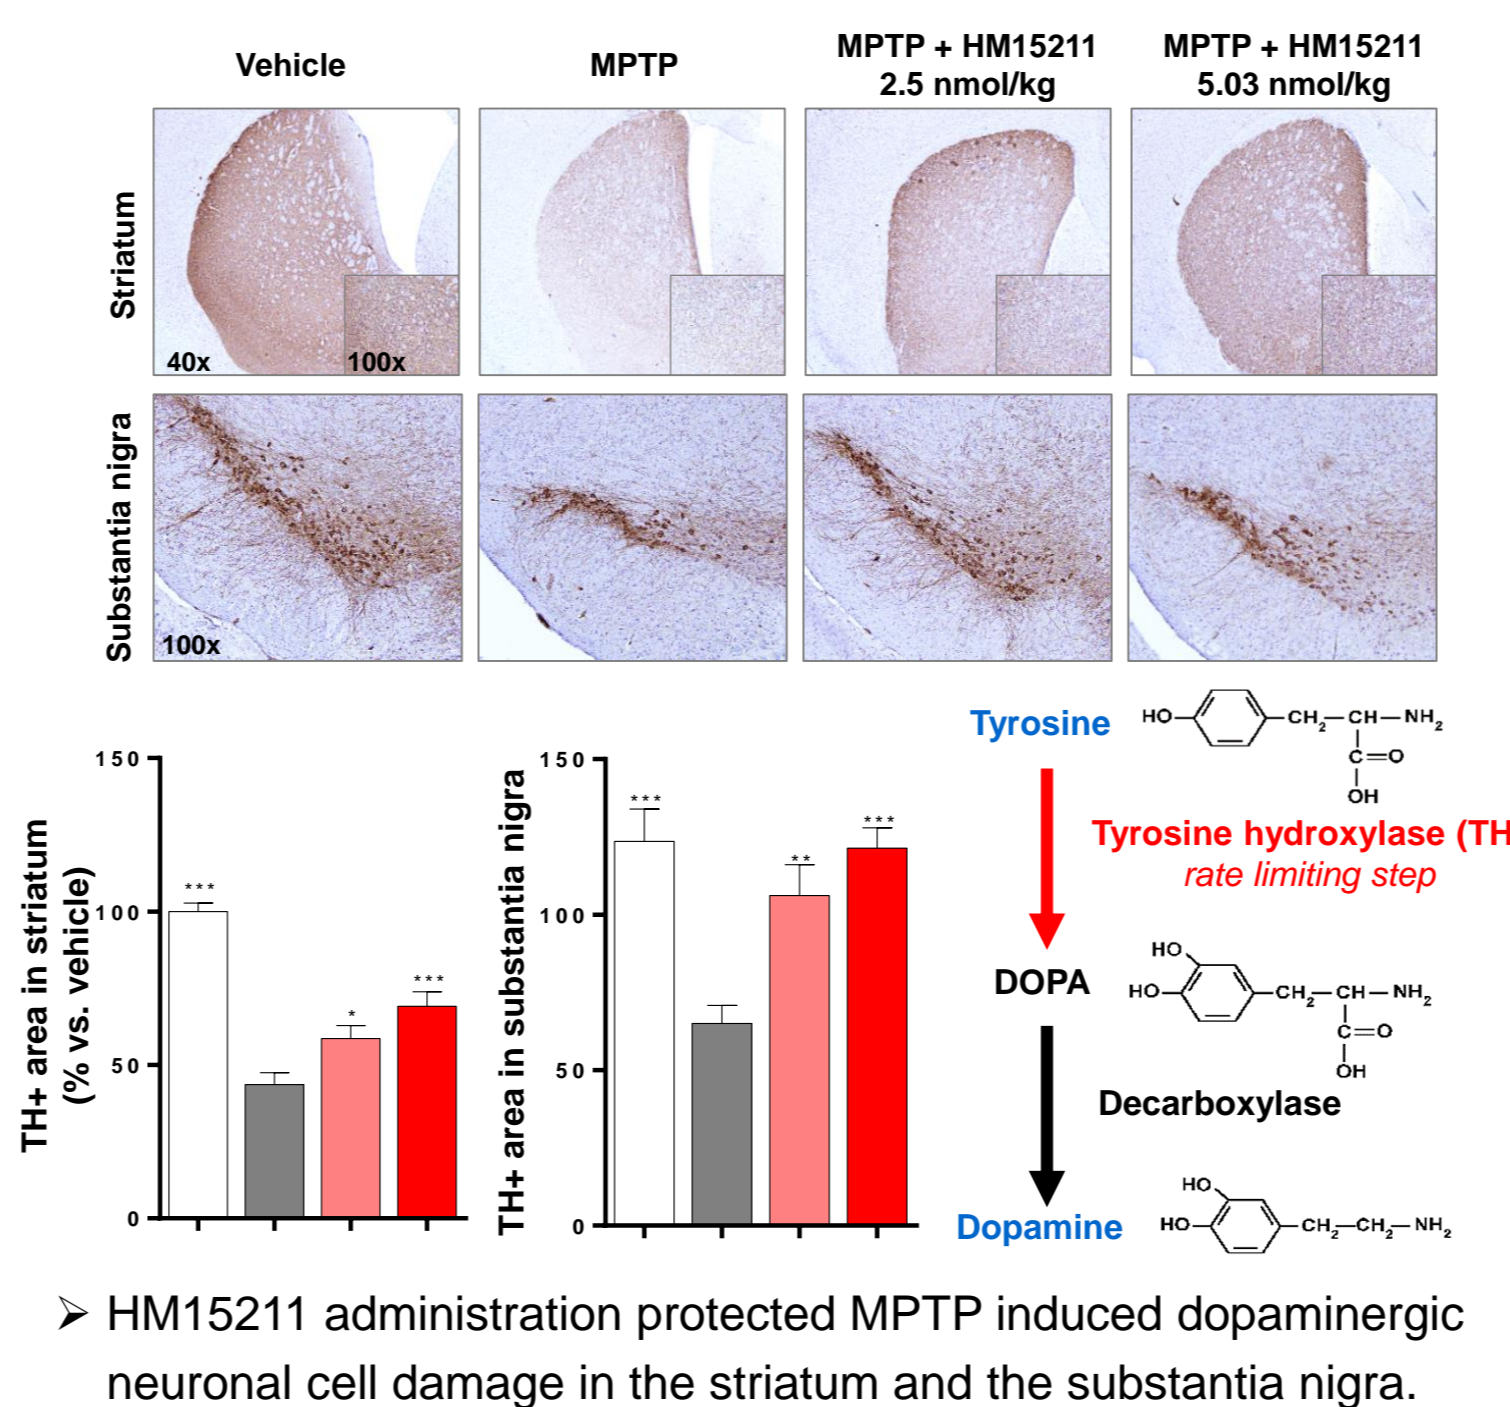 Vehicle
MPTP
MPTP + HM15211
2.5 nmol/kg
MPTP + HM15211
5.03 nmol/kg
Striatum
40x
100x
Substantia nigra
100x
TH+ area in striatum
(% vs. vehicle)
150
100
50
0
***
*
***
TH+ area in substantia nigra
150
100
50
0
***
**
***
Tyrosine
HO
CH2
CH
NH2
C
O
OH
Tyrosine hydroxylase (TH
rate limiting step
DOPA
HO
HO
CH2
CH
NH2
C
O
OH
Decarboxylase
Dopamine
HO
HO
CH2
CH2
NH2
➢ HM15211 administration protected MPTP induced dopaminergic
neuronal cell damage in the striatum and the substantia nigra.